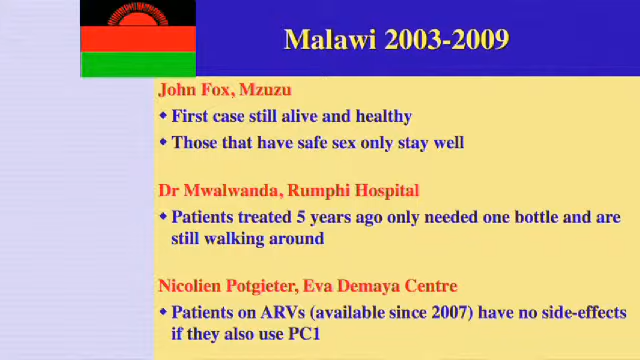 Malawi 2003-2009
John Fox, Mzuzu
◆ First case still alive and healthy
◆ Those that have safe sex only stay well
Dr Mwalwanda, Rumphi Hospital
◆ Patients treated 5 years ago only needed one bottle and are
still walking around
Nicolien Potgieter, Eva Demaya Centre
◆ Patients on ARVs (available since 2007) have no side-effects
if they also use PC1